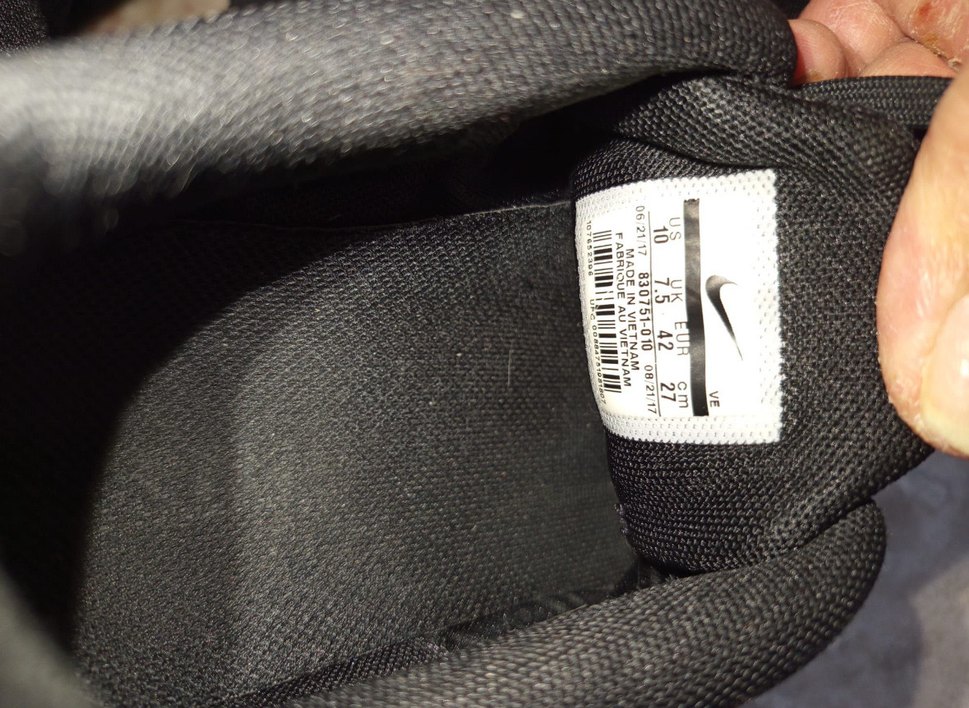 VE
US UK EUR cm
10 7.5 42 27
06/21/17 830751-010 08/21/17
MADE IN VIETNAM
FABRIQUE AU VIETNAM